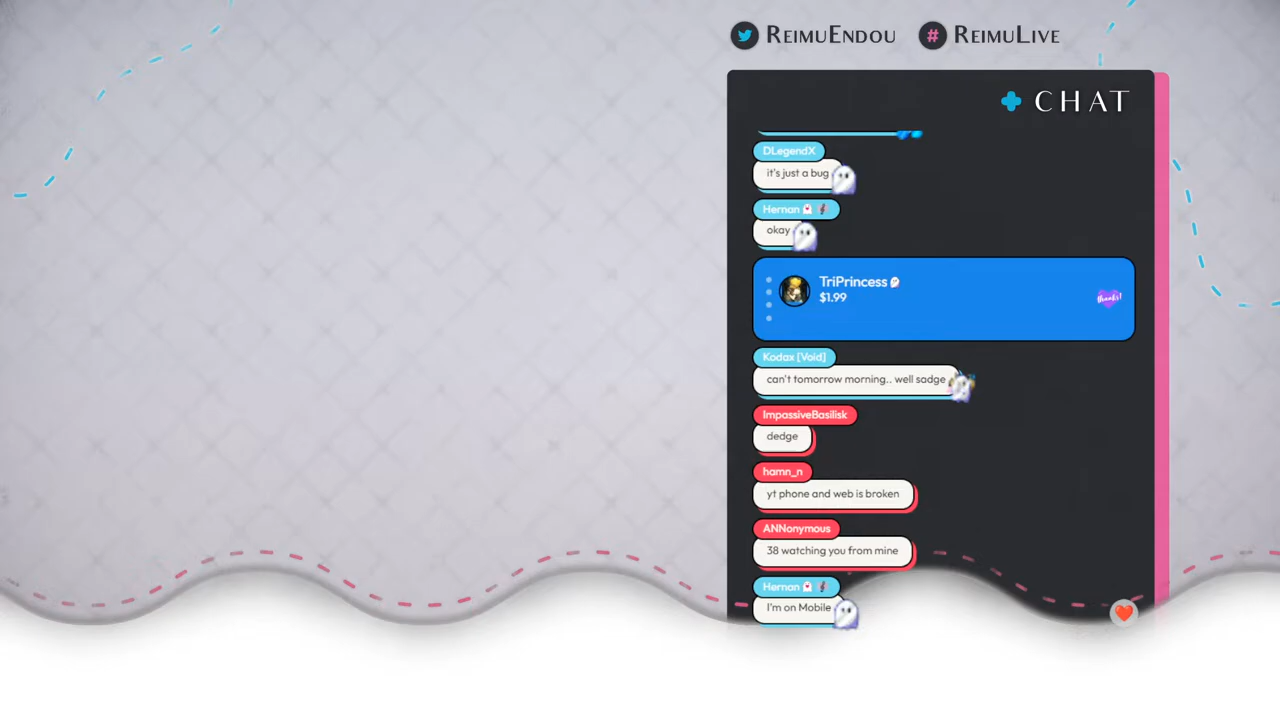 ReimuEndou # ReimuLive
CHAT
DLegendX
it's just a bug
Hernan
okay
TriPrincess
$1.99
thanks!
Kodax [Void]
can't tomorrow morning.. well sadge
ImpassiveBasilisk
dedge
hamn_n
yt phone and web is broken
ANNonymous
38 watching you from mine
Hernan
I'm on Mobile